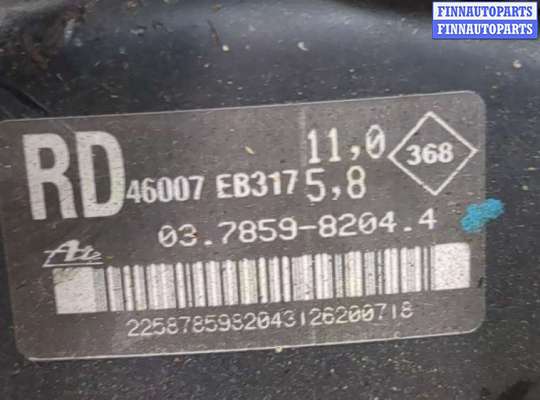 FINNAUTOPARTS
FINNAUTOPARTS
RD 46007 EB317 11,0 5,8 368
Ate
03.7859-8204.4
2258785982043126200718